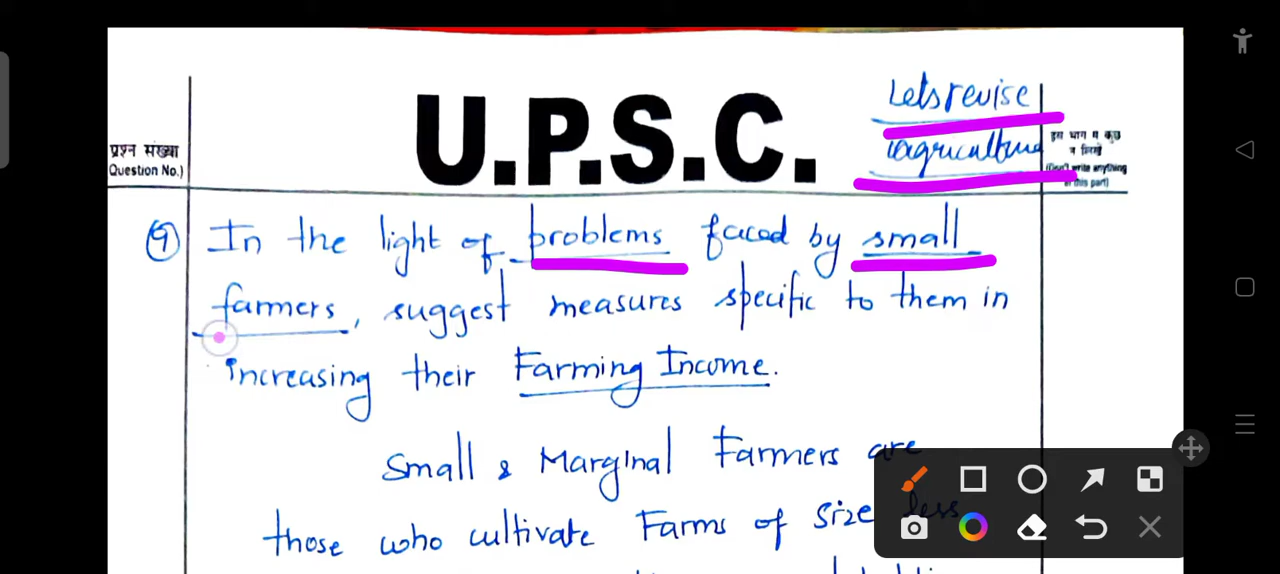 U.P.S.C.
Lets revise
agriculture
प्रश्न संख्या
(Question No.)
इस भाग में कुछ
न लिखें
(Don't write anything
in this part)
Q In the light of problems faced by small
farmers, suggest measures specific to them in
increasing their Farming Income.
Small & Marginal Farmers are
those who cultivate Farms of size less